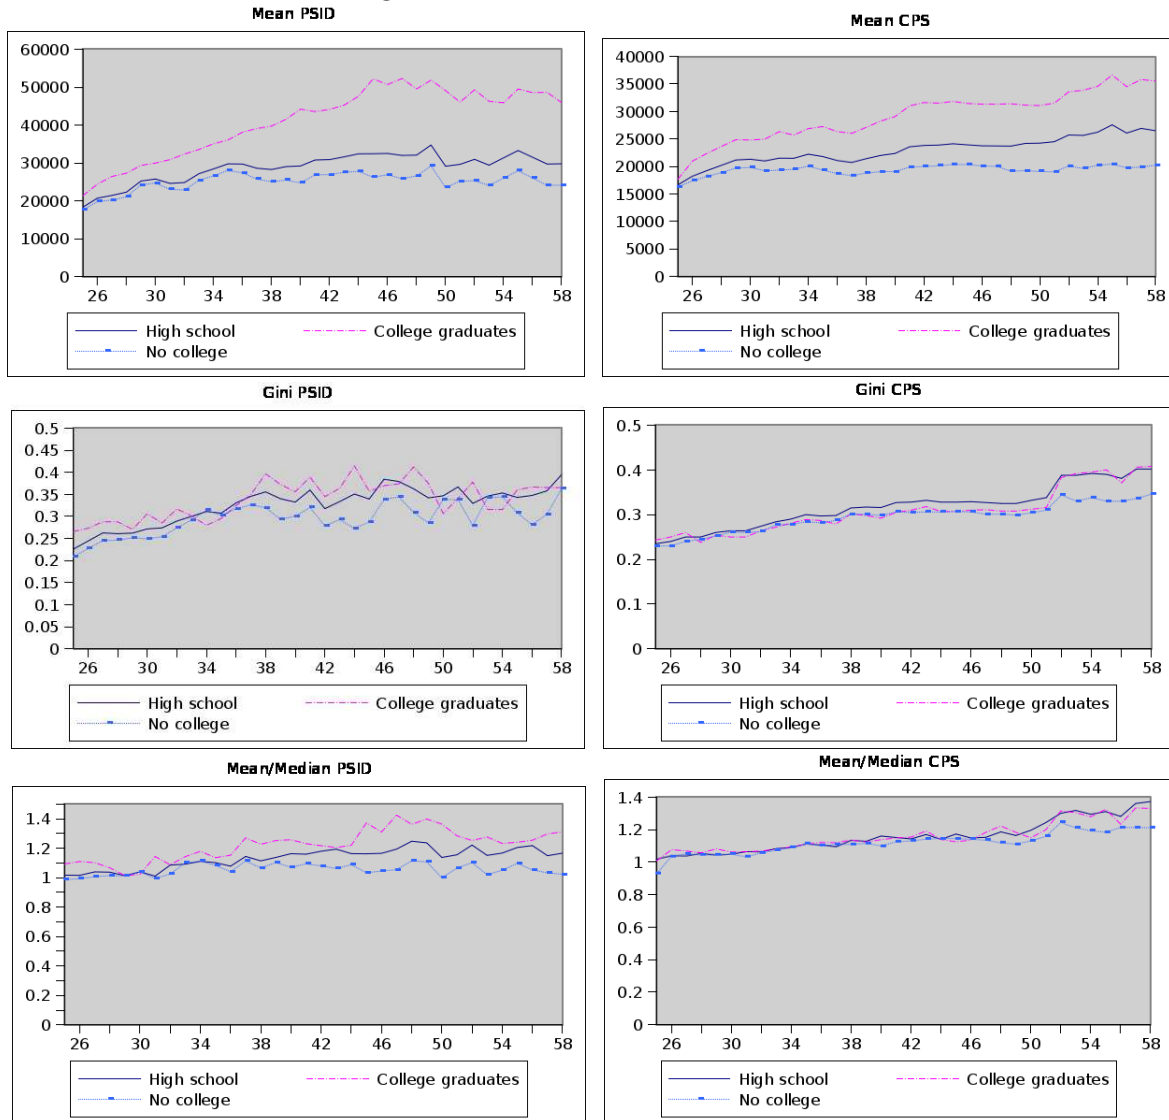 Mean PSID
60000
50000
40000
30000
20000
10000
0
26 30 34 38 42 46 50 54 58
High school College graduates
No college
Mean CPS
40000
35000
30000
25000
20000
15000
10000
5000
0
26 30 34 38 42 46 50 54 58
High school College graduates
No college
Gini PSID
0.5
0.45
0.4
0.35
0.3
0.25
0.2
0.15
0.1
0.05
0
26 30 34 38 42 46 50 54 58
High school College graduates
No college
Gini CPS
0.5
0.4
0.3
0.2
0.1
0
26 30 34 38 42 46 50 54 58
High school College graduates
No college
Mean/Median PSID
1.4
1.2
1
0.8
0.6
0.4
0.2
0
26 30 34 38 42 46 50 54 58
High school College graduates
No college
Mean/Median CPS
1.4
1.2
1
0.8
0.6
0.4
0.2
0
26 30 34 38 42 46 50 54 58
High school College graduates
No college